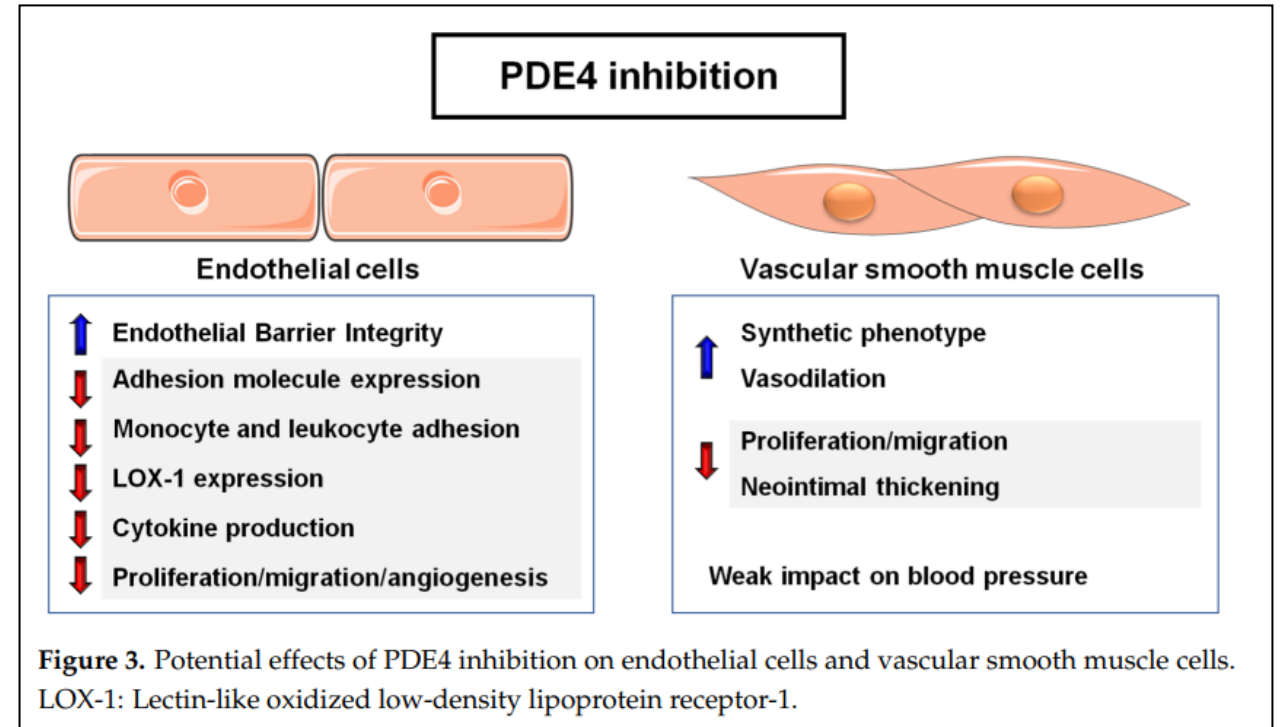 PDE4 inhibition
Endothelial cells
Endothelial Barrier Integrity
Adhesion molecule expression
Monocyte and leukocyte adhesion
LOX-1 expression
Cytokine production
Proliferation/migration/angiogenesis
Vascular smooth muscle cells
Synthetic phenotype
Vasodilation
Proliferation/migration
Neointimal thickening
Weak impact on blood pressure
Figure 3. Potential effects of PDE4 inhibition on endothelial cells and vascular smooth muscle cells.
LOX-1: Lectin-like oxidized low-density lipoprotein receptor-1.